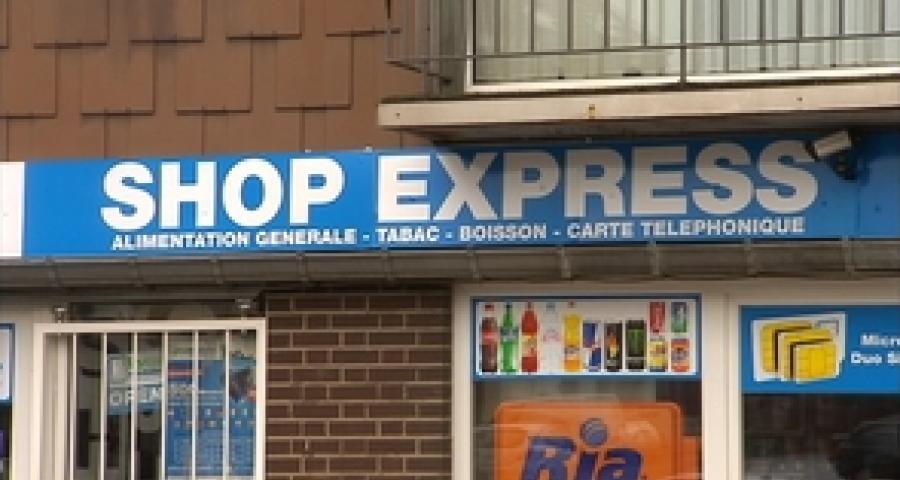 SHOP EXPRESS
ALIMENTATION GENERALE - TABAC - BOISSON - CARTE TELEPHONIQUE
Ria